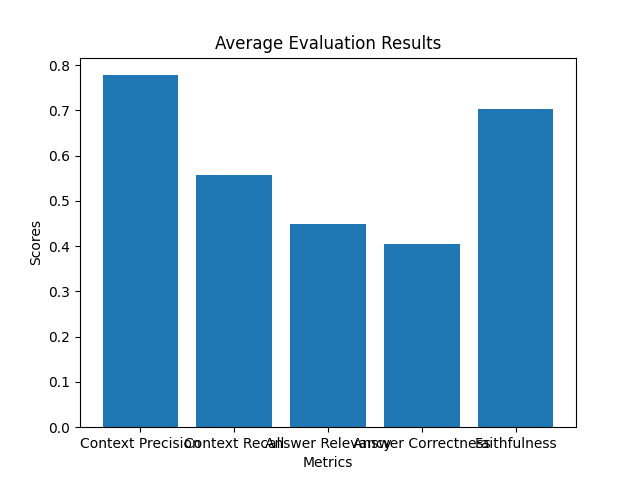 Average Evaluation Results
Scores
0.8
0.7
0.6
0.5
0.4
0.3
0.2
0.1
0.0
Context Precision Context Recall Answer Relevancy Answer Correctness Faithfulness
Metrics